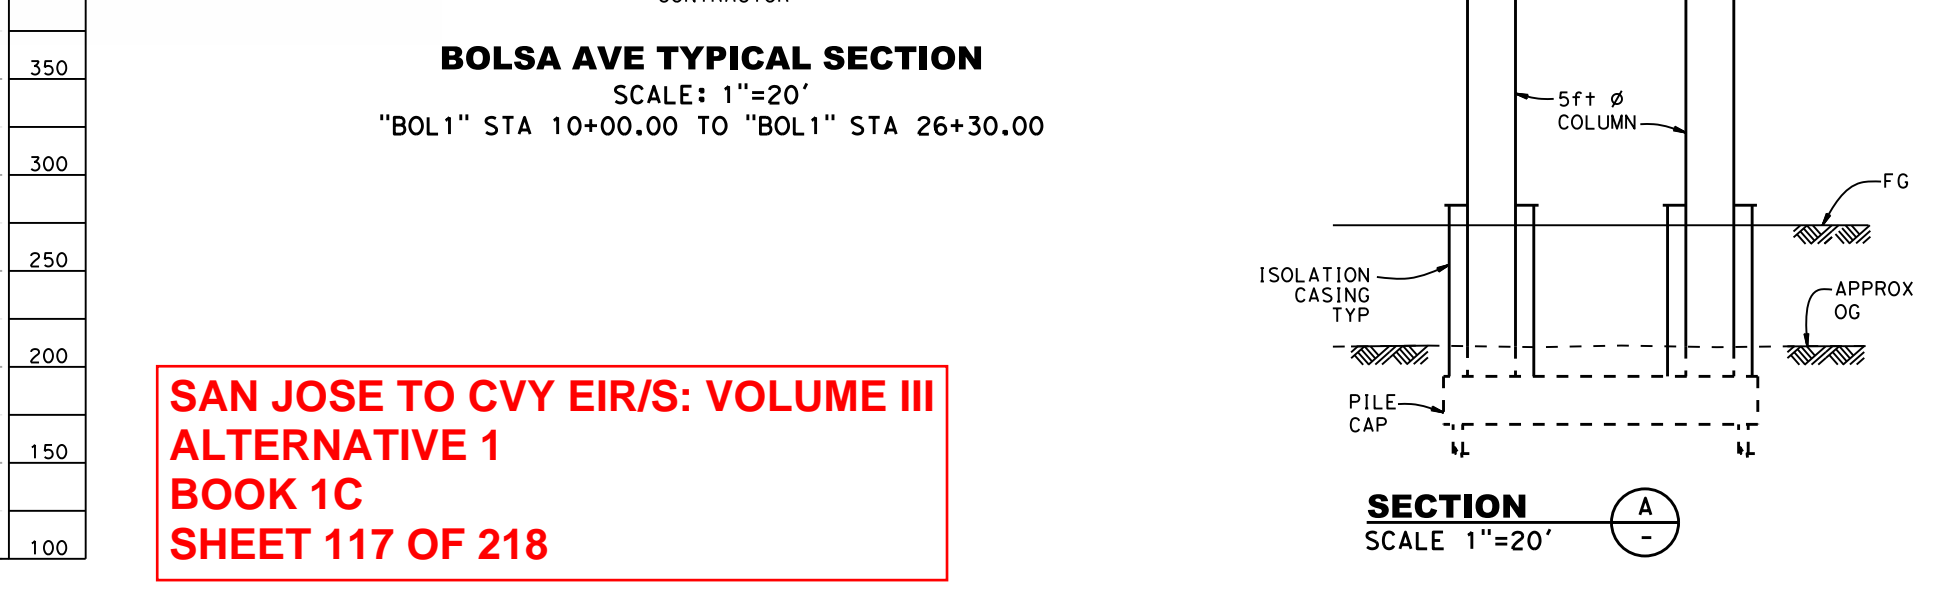 350
300
250
200
150
100
BOLSA AVE TYPICAL SECTION
SCALE: 1"=20'
"BOL1" STA 10+00.00 TO "BOL1" STA 26+30.00
SAN JOSE TO CVY EIR/S: VOLUME III
ALTERNATIVE 1
BOOK 1C
SHEET 117 OF 218
5ft Ø
COLUMN
FG
ISOLATION
CASING
TYP
APPROX
OG
PILE
CAP
SECTION
A
-
SCALE 1"=20'